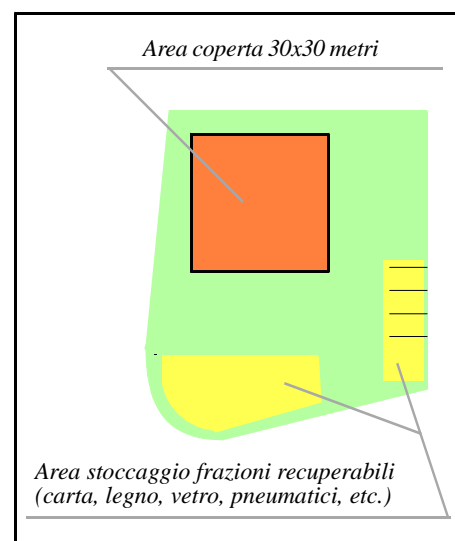 Area coperta 30x30 metri
Area stoccaggio frazioni recuperabili
(carta, legno, vetro, pneumatici, etc.)